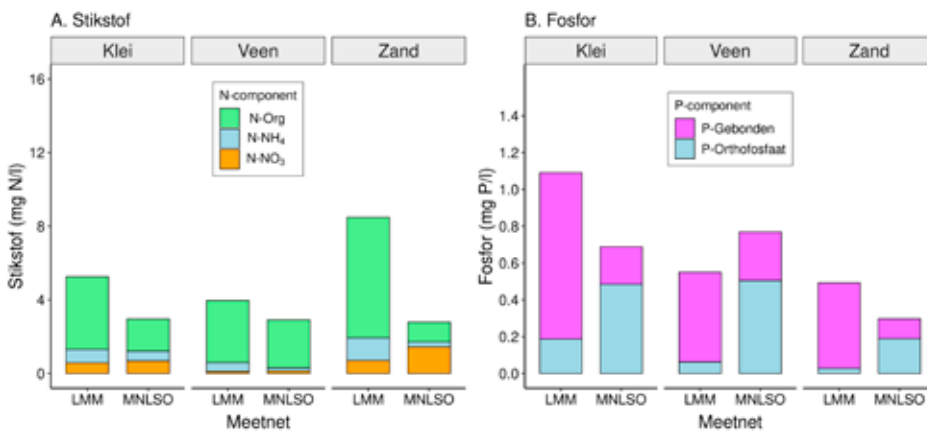 A. Stikstof
Klei Veen Zand
Stikstof (mg N/l)
16
12
8
4
0
N-component
N-Org
N-NH₄
N-NO₃
LMM MNLSO LMM MNLSO LMM MNLSO
Meetnet
B. Fosfor
Klei Veen Zand
Fosfor (mg P/l)
1.4
1.2
1.0
0.8
0.6
0.4
0.2
0.0
P-component
P-Gebonden
P-Orthofosfaat
LMM MNLSO LMM MNLSO LMM MNLSO
Meetnet